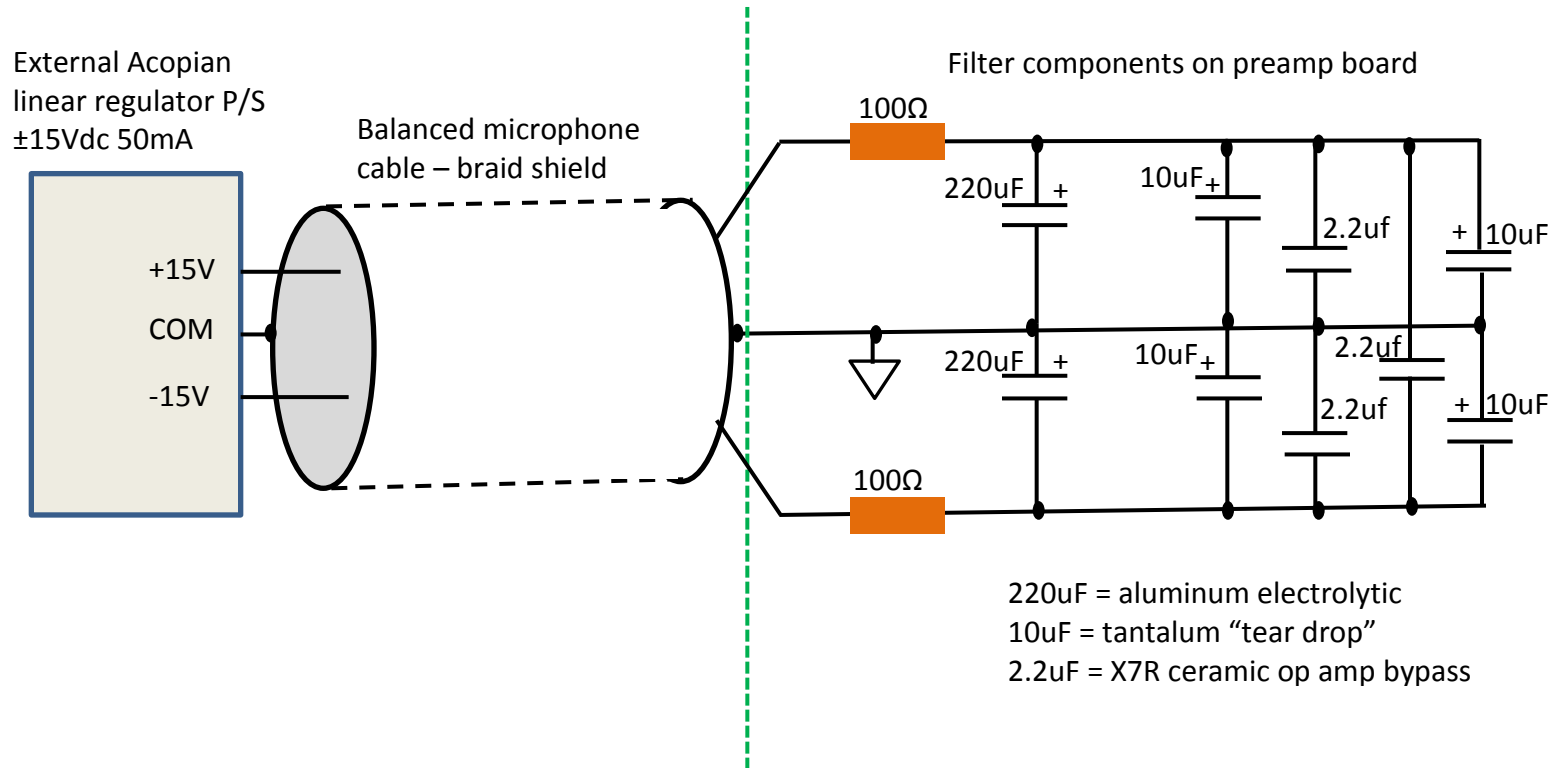 External Acopian
linear regulator P/S
±15Vdc 50mA
Balanced microphone
cable – braid shield
Filter components on preamp board
+15V
COM
-15V
100Ω
220uF +
10uF+
2.2uf
+ 10uF
220uF +
10uF+
2.2uf
2.2uf
+ 10uF
100Ω
220uF = aluminum electrolytic
10uF = tantalum “tear drop”
2.2uF = X7R ceramic op amp bypass